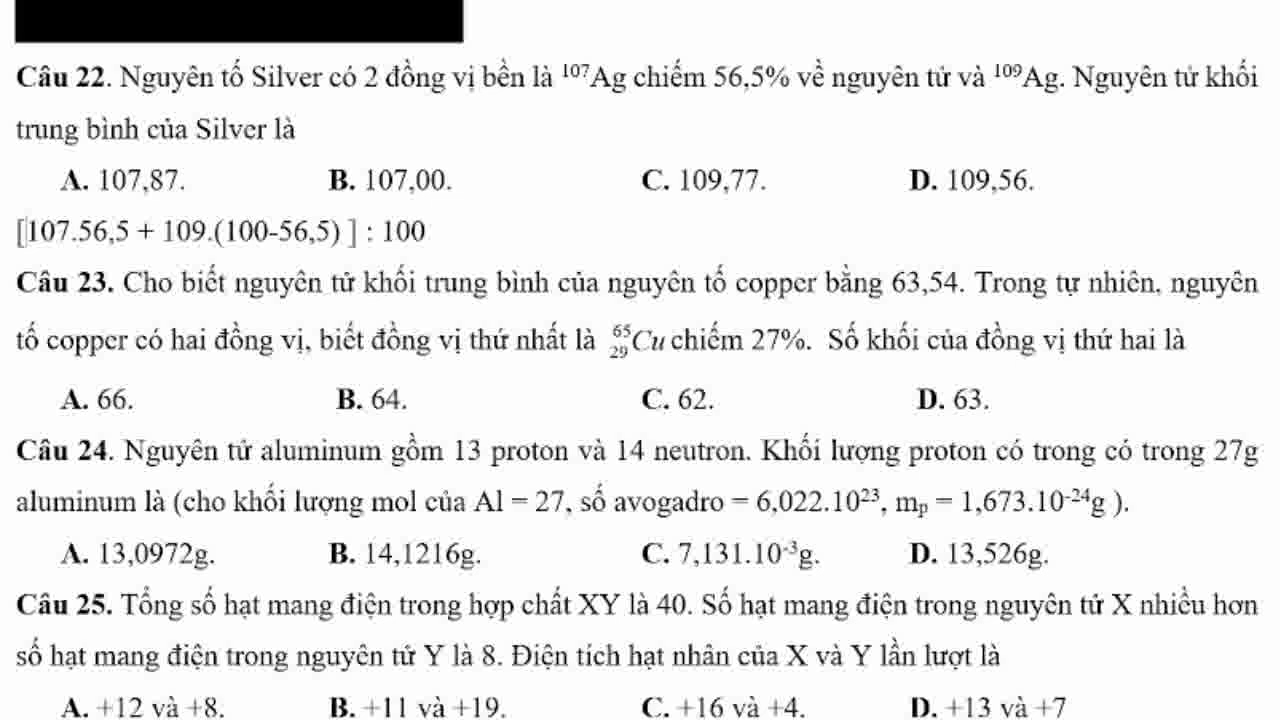 Câu 22. Nguyên tố Silver có 2 đồng vị bền là ¹⁰⁷Ag chiếm 56,5% về nguyên tử và ¹⁰⁹Ag. Nguyên tử khối
trung bình của Silver là
A. 107,87. B. 107,00. C. 109,77. D. 109,56.
[107.56,5 + 109.(100-56,5) ] : 100
Câu 23. Cho biết nguyên tử khối trung bình của nguyên tố copper bằng 63,54. Trong tự nhiên, nguyên
tố copper có hai đồng vị, biết đồng vị thứ nhất là ⁶⁵₂₉Cu chiếm 27%. Số khối của đồng vị thứ hai là
A. 66. B. 64. C. 62. D. 63.
Câu 24. Nguyên tử aluminum gồm 13 proton và 14 neutron. Khối lượng proton có trong có trong 27g
aluminum là (cho khối lượng mol của Al = 27, số avogadro = 6,022.10²³, mₚ = 1,673.10⁻²⁴g ).
A. 13,0972g. B. 14,1216g. C. 7,131.10⁻³g. D. 13,526g.
Câu 25. Tổng số hạt mang điện trong hợp chất XY là 40. Số hạt mang điện trong nguyên tử X nhiều hơn
số hạt mang điện trong nguyên tử Y là 8. Điện tích hạt nhân của X và Y lần lượt là
A. +12 và +8. B. +11 và +19. C. +16 và +4. D. +13 và +7